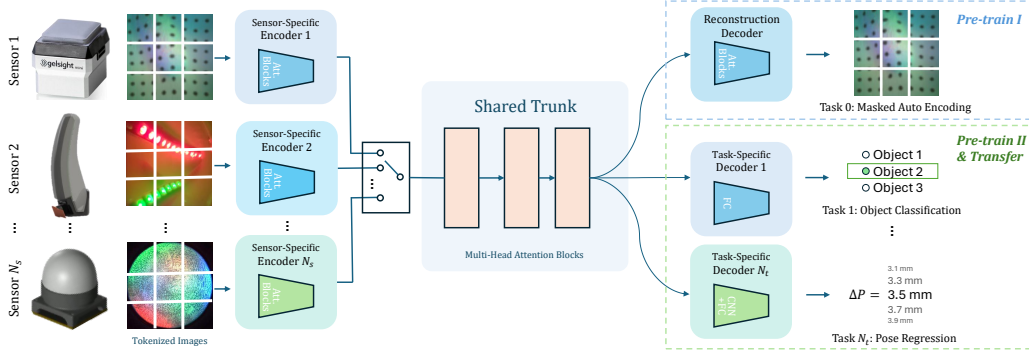 Sensor 1
gelsight
Sensor 2
...
Sensor Nₛ
...
Tokenized Images
Sensor-Specific
Encoder 1
Att.
Blocks
Sensor-Specific
Encoder 2
Att.
Blocks
...
Sensor-Specific
Encoder Nₛ
Att.
Blocks
...
Shared Trunk
Multi-Head Attention Blocks
Pre-train I
Reconstruction
Decoder
Att.
Blocks
Task 0: Masked Auto Encoding
Pre-train II
& Transfer
Task-Specific
Decoder 1
FC
Object 1
Object 2
Object 3
Task 1: Object Classification
...
Task-Specific
Decoder Nₜ
CNN
+FC
3.1 mm
3.3 mm
ΔP = 3.5 mm
3.7 mm
3.9 mm
Task Nₜ: Pose Regression